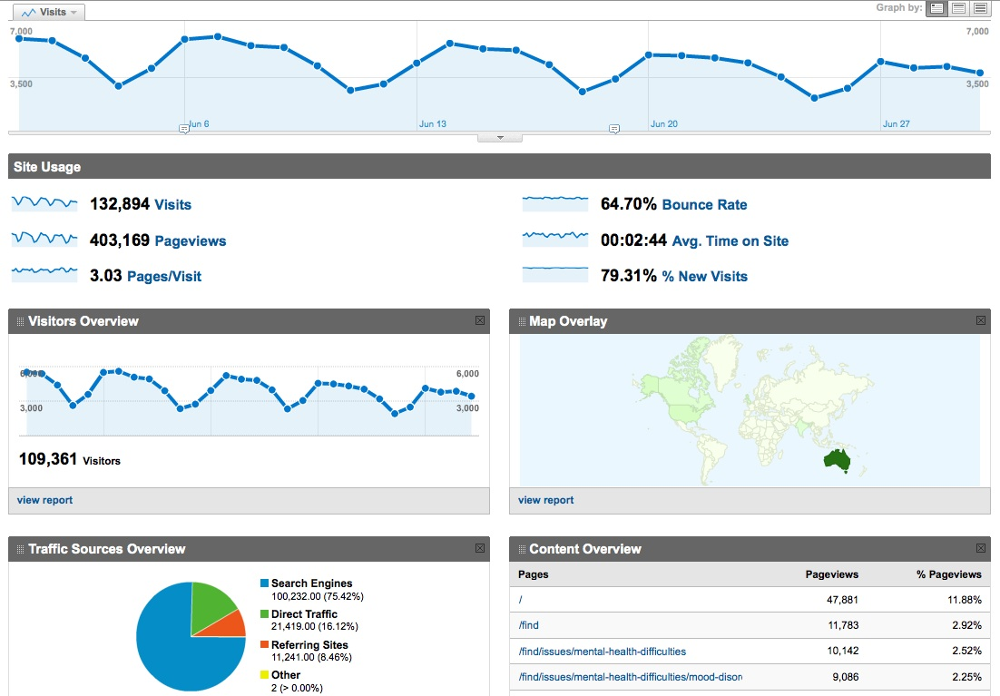 Visits
Graph by:
7,000
7,000
3,500
3,500
Jun 6
Jun 13
Jun 20
Jun 27
Site Usage
132,894 Visits
64.70% Bounce Rate
403,169 Pageviews
00:02:44 Avg. Time on Site
3.03 Pages/Visit
79.31% % New Visits
Visitors Overview
6,000
6,000
3,000
3,000
109,361 Visitors
view report
Map Overlay
view report
Traffic Sources Overview
Search Engines
100,232.00 (75.42%)
Direct Traffic
21,419.00 (16.12%)
Referring Sites
11,241.00 (8.46%)
Other
2 (> 0.00%)
Content Overview
Pages Pageviews % Pageviews
/ 47,881 11.88%
/find 11,783 2.92%
/find/issues/mental-health-difficulties 10,142 2.52%
/find/issues/mental-health-difficulties/mood-disor 9,086 2.25%